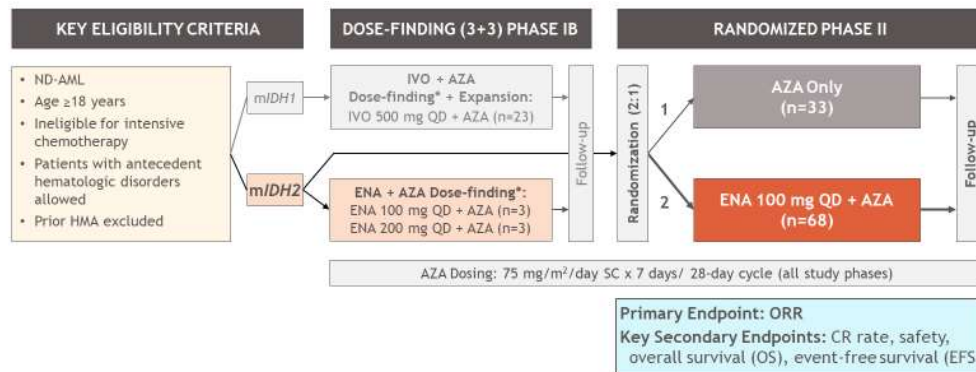 KEY ELIGIBILITY CRITERIA
• ND-AML
• Age ≥18 years
• Ineligible for intensive
chemotherapy
• Patients with antecedent
hematologic disorders
allowed
• Prior HMA excluded
mIDH1
mIDH2
DOSE-FINDING (3+3) PHASE IB
IVO + AZA
Dose-finding* + Expansion:
IVO 500 mg QD + AZA (n=23)
ENA + AZA Dose-finding*:
ENA 100 mg QD + AZA (n=3)
ENA 200 mg QD + AZA (n=3)
Follow-up
RANDOMIZED PHASE II
Randomization (2:1)
1
2
AZA Only
(n=33)
ENA 100 mg QD + AZA
(n=68)
Follow-up
AZA Dosing: 75 mg/m²/day SC x 7 days/ 28-day cycle (all study phases)
Primary Endpoint: ORR
Key Secondary Endpoints: CR rate, safety,
overall survival (OS), event-free survival (EFS